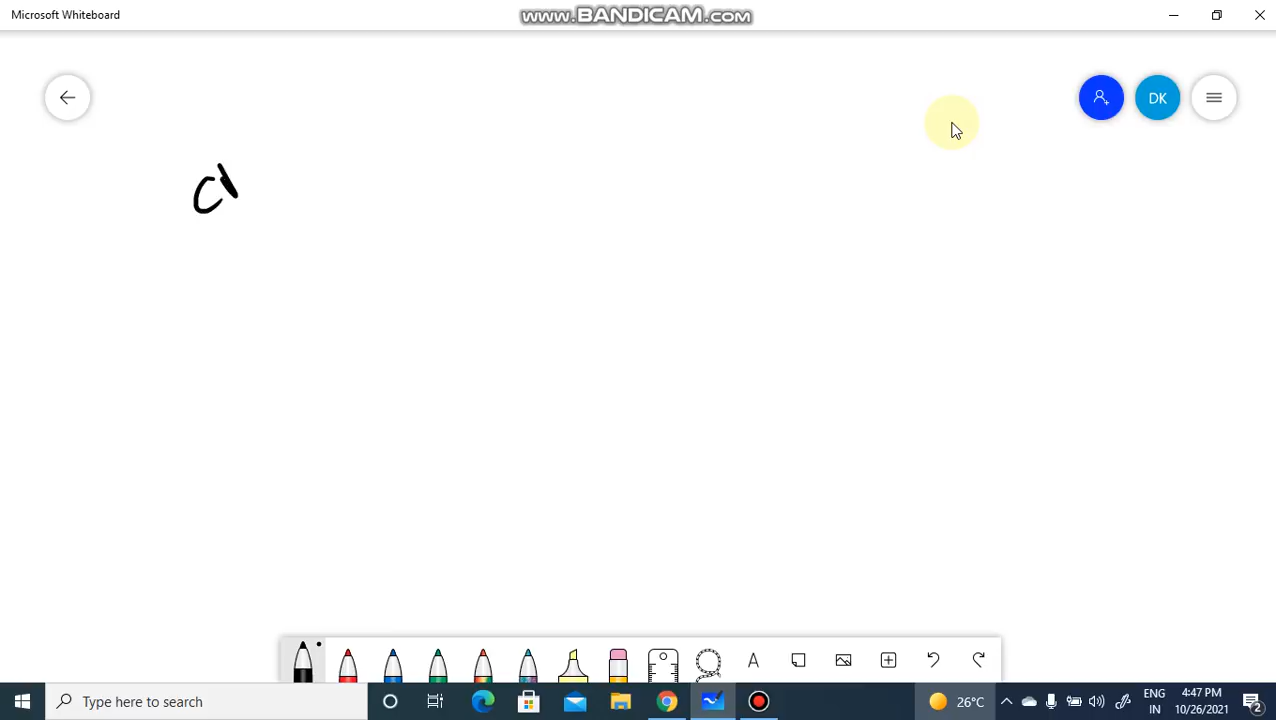 Microsoft Whiteboard
www.BANDICAM.com
DK
A
Type here to search
26°C
ENG
IN
4:47 PM
10/26/2021
2